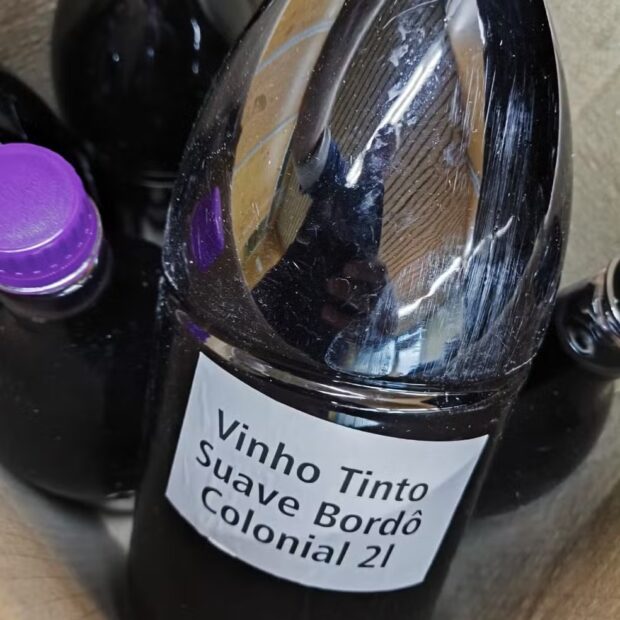 Vinho Tinto
Suave Bordô
Colonial 2l